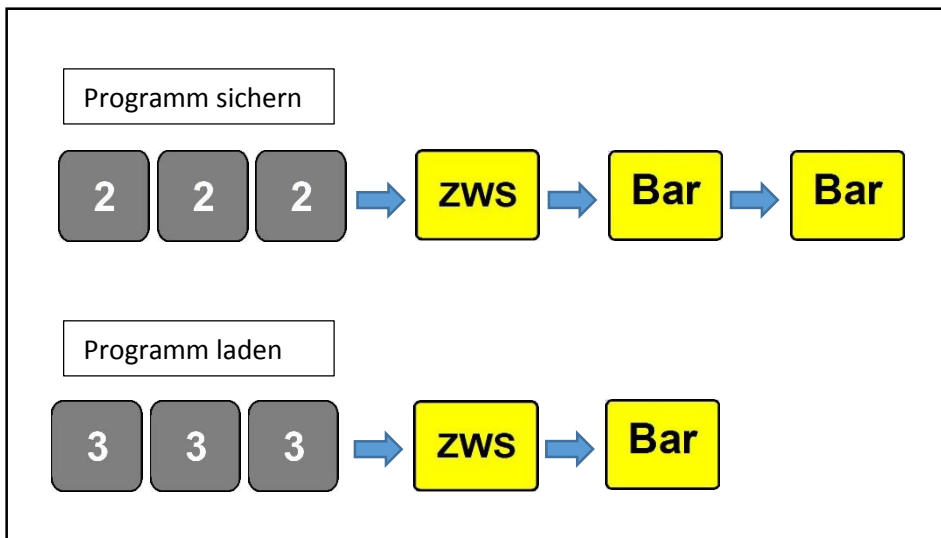 Programm sichern
2 2 2 ZWS Bar Bar
Programm laden
3 3 3 ZWS Bar